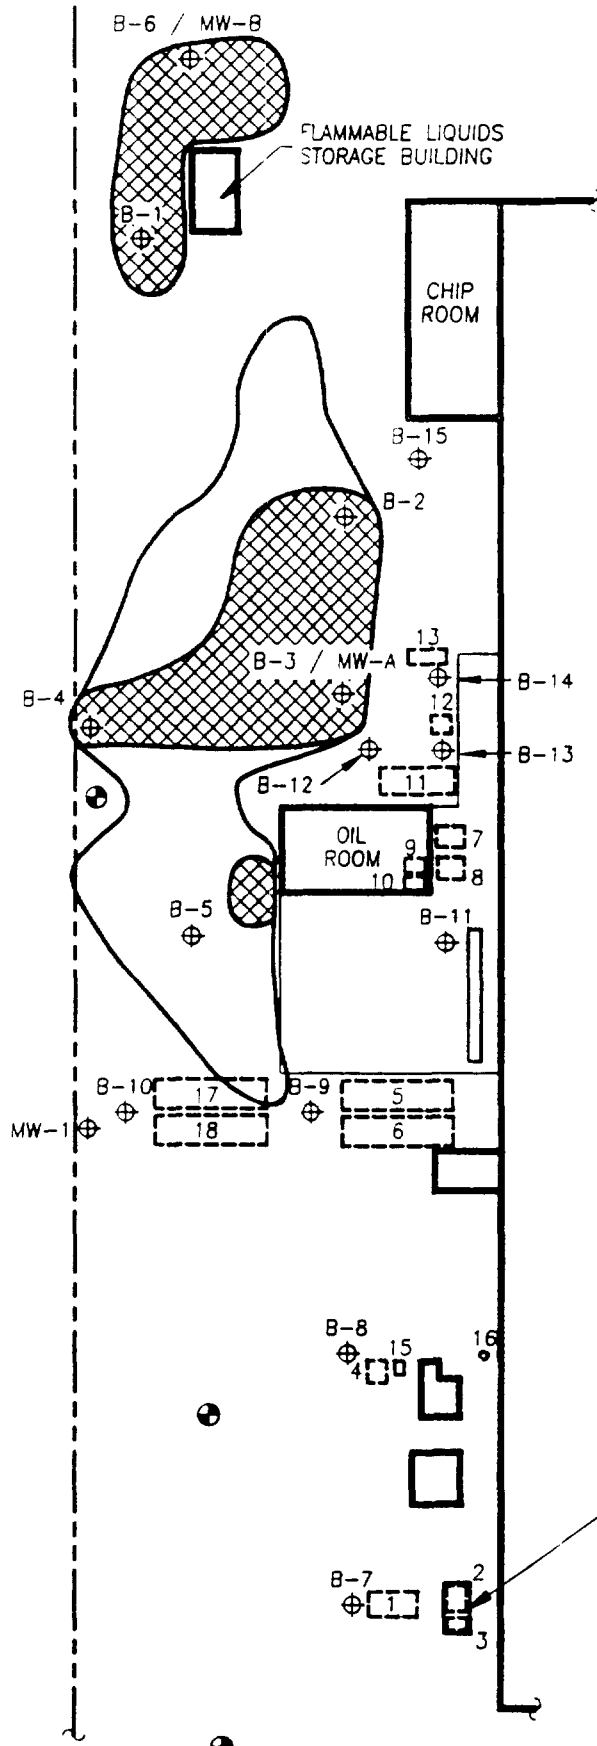 B-6 / MW-B
FLAMMABLE LIQUIDS
STORAGE BUILDING
B-1
CHIP
ROOM
B-15
B-2
13
B-3 / MW-A
B-14
B-4
12
B-13
B-12
11
OIL
ROOM
7
9
8
10
B-5
B-11
B-10
17
B-9
5
MW-1
18
6
B-8
15
16
4
B-7
2
1
3